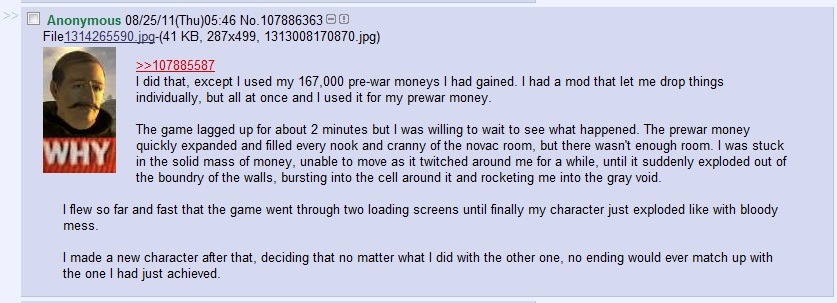 >> Anonymous 08/25/11(Thu)05:46 No.107886363
File1314265590.jpg-(41 KB, 287x499, 1313008170870.jpg)
>>107885587
I did that, except I used my 167,000 pre-war moneys I had gained. I had a mod that let me drop things
individually, but all at once and I used it for my prewar money.
The game lagged up for about 2 minutes but I was willing to wait to see what happened. The prewar money
quickly expanded and filled every nook and cranny of the novac room, but there wasn't enough room. I was stuck
in the solid mass of money, unable to move as it twitched around me for a while, until it suddenly exploded out of
the boundry of the walls, bursting into the cell around it and rocketing me into the gray void.
WHY
I flew so far and fast that the game went through two loading screens until finally my character just exploded like with bloody
mess.
I made a new character after that, deciding that no matter what I did with the other one, no ending would ever match up with
the one I had just achieved.